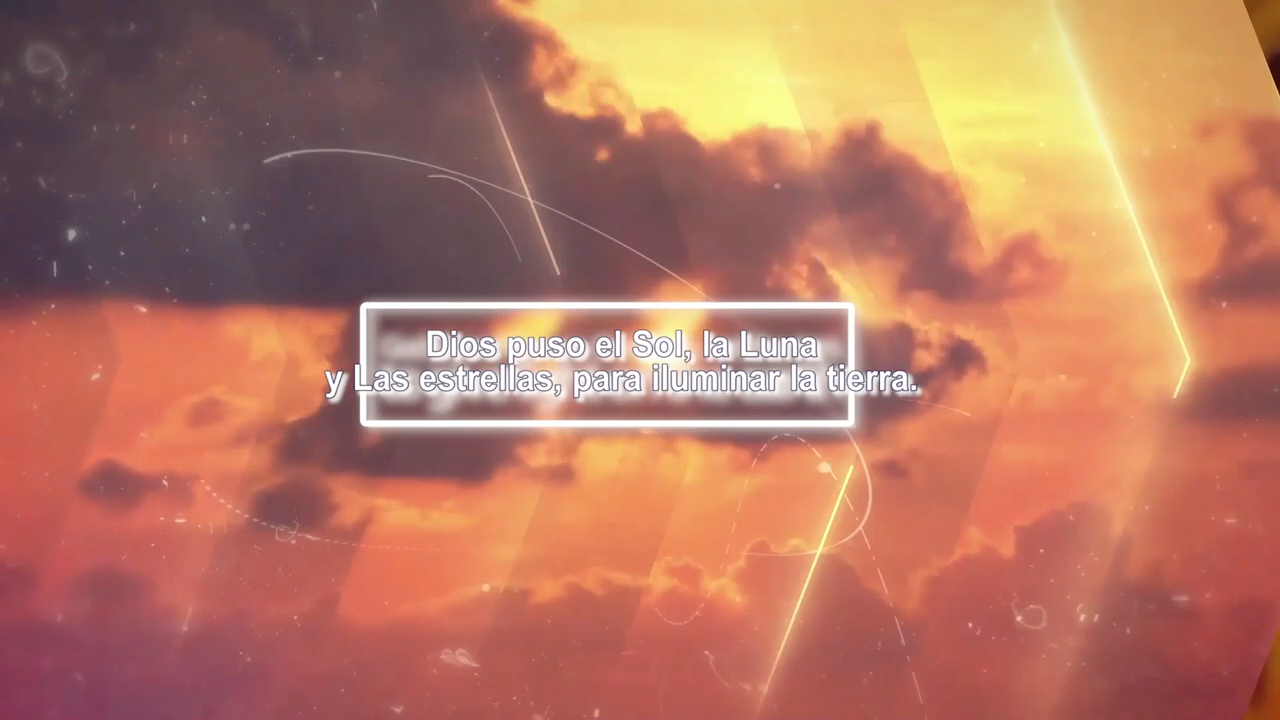 Dios puso el Sol, la Luna
y Las estrellas, para iluminar la tierra.